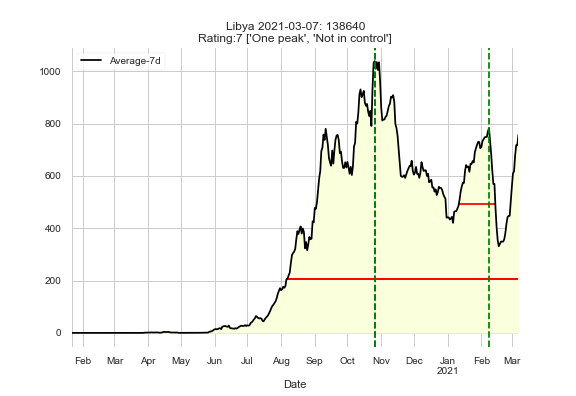 Libya 2021-03-07: 138640
Rating:7 ['One peak', 'Not in control']
Average-7d
1000
800
600
400
200
0
Feb Mar Apr May Jun Jul Aug Sep Oct Nov Dec Jan Feb Mar
2021
Date